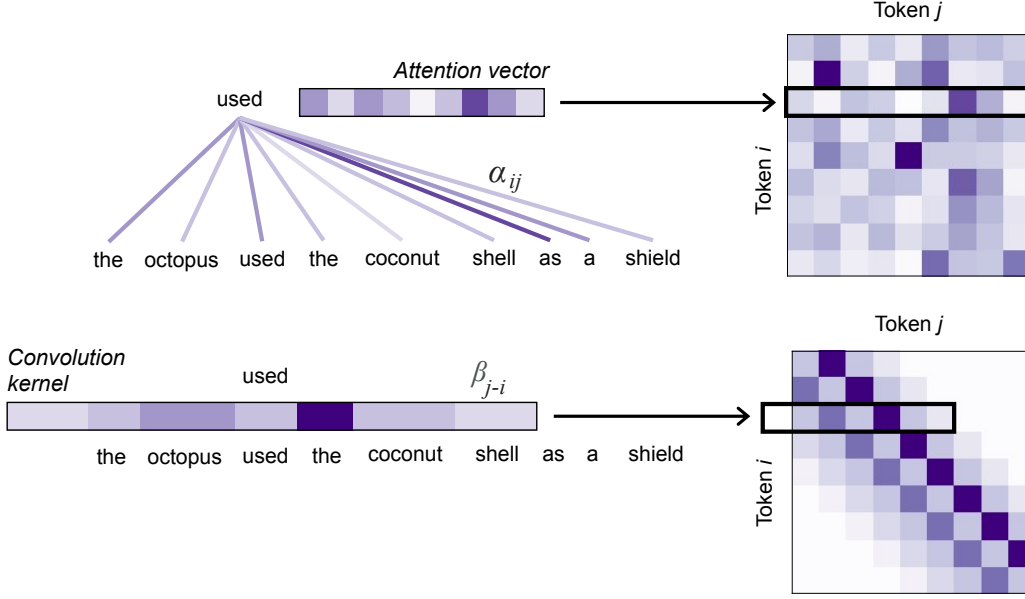 Token j
Attention vector
used
α_ij
Token i
the octopus used the coconut shell as a shield
Token j
Convolution
kernel
used
β_j-i
the octopus used the coconut shell as a shield
Token i